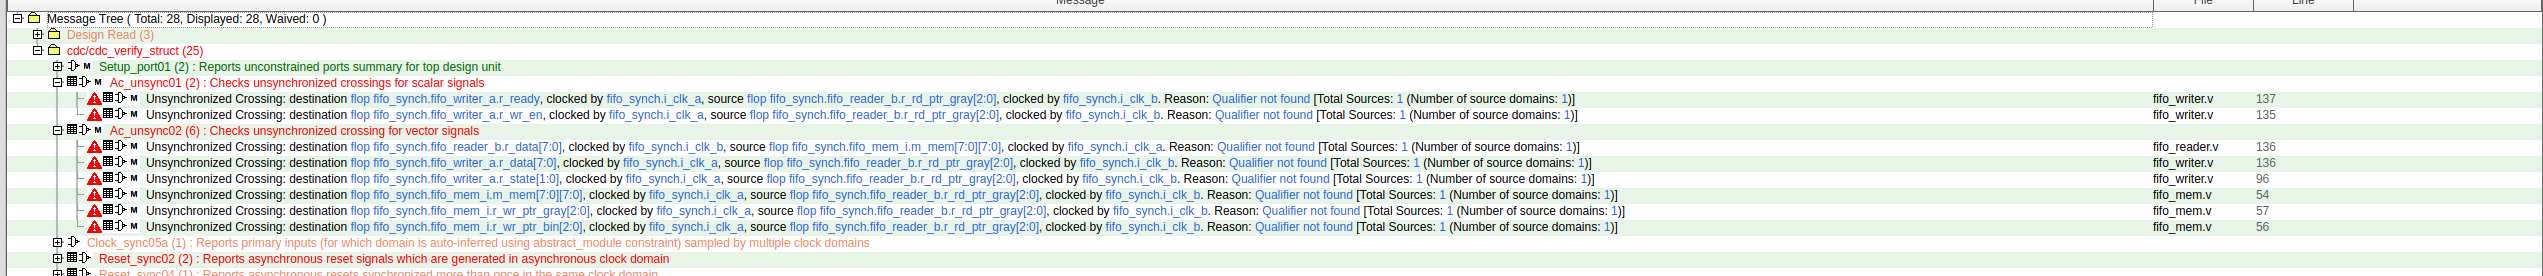 Message File Line
Message Tree ( Total: 28, Displayed: 28, Waived: 0 )
Design Read (3)
cdc/cdc_verify_struct (25)
M Setup_port01 (2) : Reports unconstrained ports summary for top design unit
M Ac_unsync01 (2) : Checks unsynchronized crossings for scalar signals
M Unsynchronized Crossing: destination flop fifo_synch.fifo_writer_a.r_ready, clocked by fifo_synch.i_clk_a, source flop fifo_synch.fifo_reader_b.r_rd_ptr_gray[2:0], clocked by fifo_synch.i_clk_b. Reason: Qualifier not found [Total Sources: 1 (Number of source domains: 1)] fifo_writer.v 137
M Unsynchronized Crossing: destination flop fifo_synch.fifo_writer_a.r_wr_en, clocked by fifo_synch.i_clk_a, source flop fifo_synch.fifo_reader_b.r_rd_ptr_gray[2:0], clocked by fifo_synch.i_clk_b. Reason: Qualifier not found [Total Sources: 1 (Number of source domains: 1)] fifo_writer.v 135
M Ac_unsync02 (6) : Checks unsynchronized crossing for vector signals
M Unsynchronized Crossing: destination flop fifo_synch.fifo_reader_b.r_data[7:0], clocked by fifo_synch.i_clk_b, source flop fifo_synch.fifo_mem_i.m_mem[7:0][7:0], clocked by fifo_synch.i_clk_a. Reason: Qualifier not found [Total Sources: 1 (Number of source domains: 1)] fifo_reader.v 136
M Unsynchronized Crossing: destination flop fifo_synch.fifo_writer_a.r_data[7:0], clocked by fifo_synch.i_clk_a, source flop fifo_synch.fifo_reader_b.r_rd_ptr_gray[2:0], clocked by fifo_synch.i_clk_b. Reason: Qualifier not found [Total Sources: 1 (Number of source domains: 1)] fifo_writer.v 136
M Unsynchronized Crossing: destination flop fifo_synch.fifo_writer_a.r_state[1:0], clocked by fifo_synch.i_clk_a, source flop fifo_synch.fifo_reader_b.r_rd_ptr_gray[2:0], clocked by fifo_synch.i_clk_b. Reason: Qualifier not found [Total Sources: 1 (Number of source domains: 1)] fifo_writer.v 96
M Unsynchronized Crossing: destination flop fifo_synch.fifo_mem_i.m_mem[7:0][7:0], clocked by fifo_synch.i_clk_a, source flop fifo_synch.fifo_reader_b.r_rd_ptr_gray[2:0], clocked by fifo_synch.i_clk_b. Reason: Qualifier not found [Total Sources: 1 (Number of source domains: 1)] fifo_mem.v 54
M Unsynchronized Crossing: destination flop fifo_synch.fifo_mem_i.r_wr_ptr_gray[2:0], clocked by fifo_synch.i_clk_a, source flop fifo_synch.fifo_reader_b.r_rd_ptr_gray[2:0], clocked by fifo_synch.i_clk_b. Reason: Qualifier not found [Total Sources: 1 (Number of source domains: 1)] fifo_mem.v 57
M Unsynchronized Crossing: destination flop fifo_synch.fifo_mem_i.r_wr_ptr_bin[2:0], clocked by fifo_synch.i_clk_a, source flop fifo_synch.fifo_reader_b.r_rd_ptr_gray[2:0], clocked by fifo_synch.i_clk_b. Reason: Qualifier not found [Total Sources: 1 (Number of source domains: 1)] fifo_mem.v 56
Clock_sync05a (1) : Reports primary inputs (for which domain is auto-inferred using abstract_module constraint) sampled by multiple clock domains
Reset_sync02 (2) : Reports asynchronous reset signals which are generated in asynchronous clock domain
Reset_sync04 (1) : Reports asynchronous resets synchronized more than once in the same clock domain